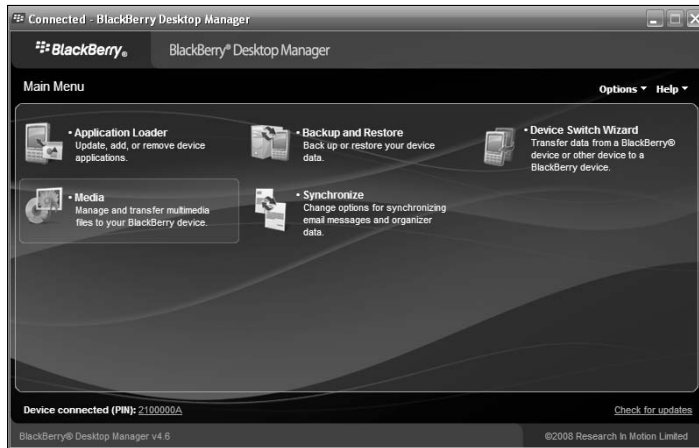 Connected - BlackBerry Desktop Manager
BlackBerry® BlackBerry® Desktop Manager
Main Menu Options Help
• Application Loader
Update, add, or remove device
applications.
• Backup and Restore
Back up or restore your device
data.
• Device Switch Wizard
Transfer data from a BlackBerry®
device or other device to a
BlackBerry device.
• Media
Manage and transfer multimedia
files to your BlackBerry device.
• Synchronize
Change options for synchronizing
email messages and organizer
data.
Device connected (PIN): 2100000A Check for updates
BlackBerry® Desktop Manager v4.6 ©2008 Research In Motion Limited